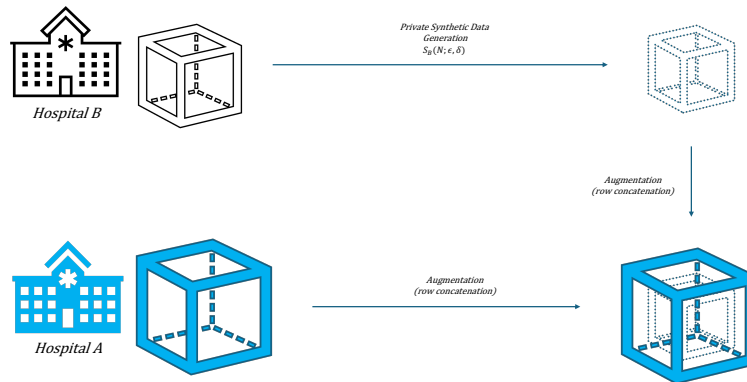 Private Synthetic Data
Generation
S_B(N; ϵ, δ)
Hospital B
Augmentation
(row concatenation)
Augmentation
(row concatenation)
Hospital A